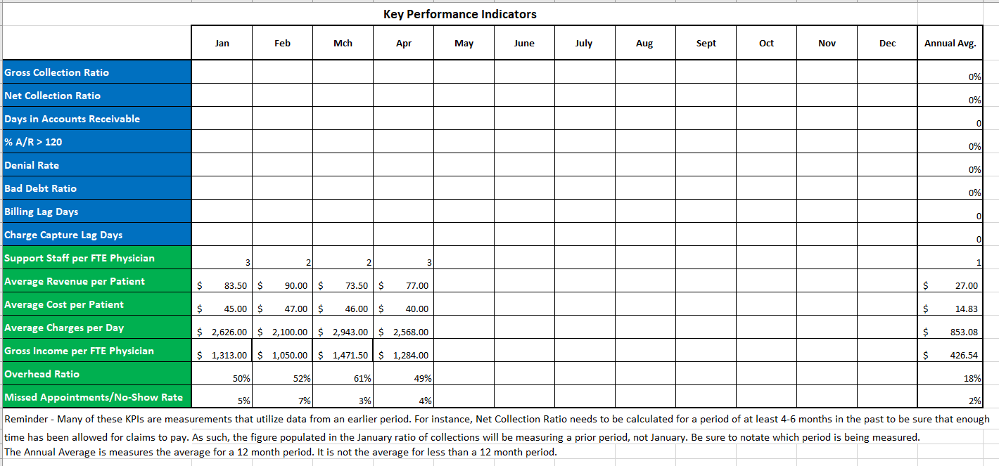 Key Performance Indicators
Jan Feb Mch Apr May June July Aug Sept Oct Nov Dec Annual Avg.
Gross Collection Ratio 0%
Net Collection Ratio 0%
Days in Accounts Receivable 0
% A/R > 120 0%
Denial Rate 0%
Bad Debt Ratio 0%
Billing Lag Days 0
Charge Capture Lag Days 0
Support Staff per FTE Physician 3 2 2 3 1
Average Revenue per Patient $ 83.50 $ 90.00 $ 73.50 $ 77.00 $ 27.00
Average Cost per Patient $ 45.00 $ 47.00 $ 46.00 $ 40.00 $ 14.83
Average Charges per Day $ 2,626.00 $ 2,100.00 $ 2,943.00 $ 2,568.00 $ 853.08
Gross Income per FTE Physician $ 1,313.00 $ 1,050.00 $ 1,471.50 $ 1,284.00 $ 426.54
Overhead Ratio 50% 52% 61% 49% 18%
Missed Appointments/No-Show Rate 5% 7% 3% 4% 2%
Reminder - Many of these KPIs are measurements that utilize data from an earlier period. For instance, Net Collection Ratio needs to be calculated for a period of at least 4-6 months in the past to be sure that enough
time has been allowed for claims to pay. As such, the figure populated in the January ratio of collections will be measuring a prior period, not January. Be sure to notate which period is being measured.
The Annual Average is measures the average for a 12 month period. It is not the average for less than a 12 month period.